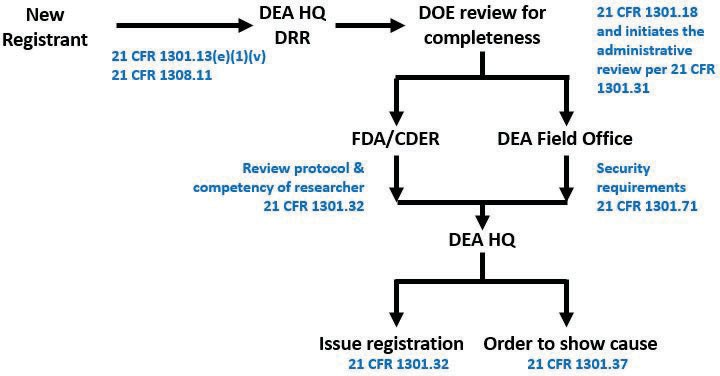 New
Registrant
21 CFR 1301.13(e)(1)(v)
21 CFR 1308.11
DEA HQ
DRR
DOE review for
completeness
21 CFR 1301.18
and initiates the
administrative
review per 21 CFR
1301.31
FDA/CDER
DEA Field Office
Review protocol &
competency of researcher
21 CFR 1301.32
Security
requirements
21 CFR 1301.71
DEA HQ
Issue registration
21 CFR 1301.32
Order to show cause
21 CFR 1301.37